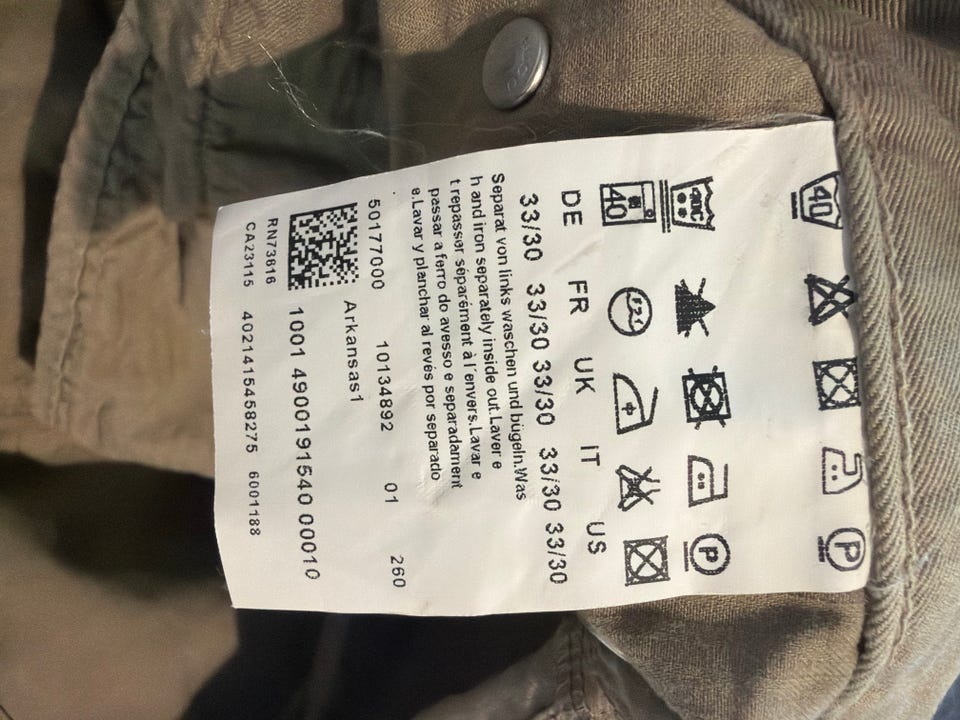 40 P
40°C P
40
DE FR UK IT US
33/30 33/30 33/30 33/30 33/30
Separat von links waschen und bügeln.Was
h and iron separately inside out.Laver e
t repasser séparément à l'envers.Lavar e
passar a ferro do avesso e separadament
e.Lavar y planchar al revés por separado
.
50177000 10134892 01 260
Arkansas1
1001 4900191540 00010
RN73616
CA23115 4021415458275 6001188